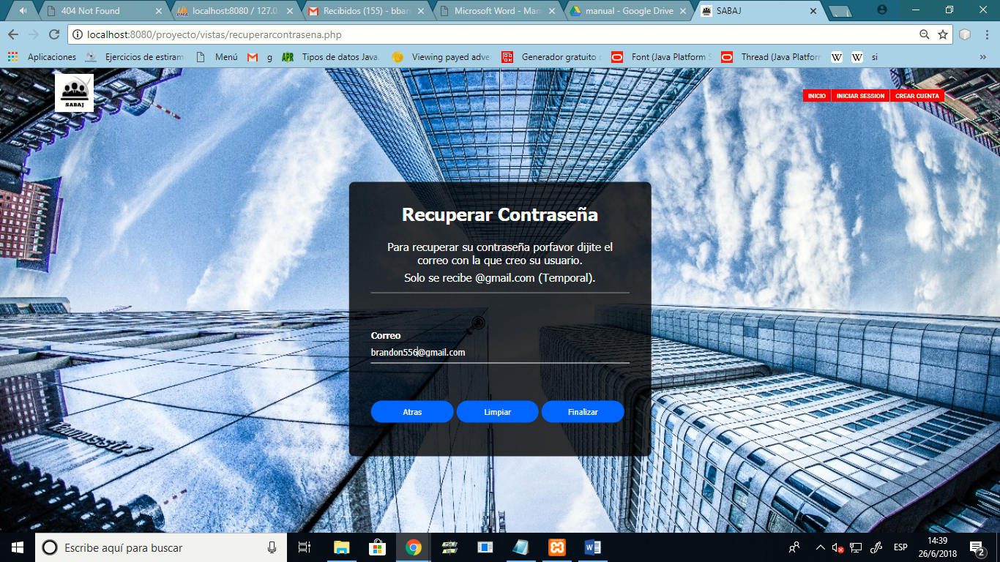 404 Not Found
localhost:8080 / 127.0.
Recibidos (155) - bbar
Microsoft Word - Man
manual - Google Drive
SABAJ
localhost:8080/proyecto/vistas/recuperarcontrasena.php
Aplicaciones
Ejercicios de estirami
Menú
g
APR
Tipos de datos Java.
Viewing payed adve
Generador gratuito
Font (Java Platform S
Thread (Java Platfor
W
W
si
SABAJ
INICIO
INICIAR SESSION
CREAR CUENTA
Recuperar Contraseña
Para recuperar su contraseña porfavor dijite el
correo con la que creo su usuario.
Solo se recibe @gmail.com (Temporal).
Correo
brandon556@gmail.com
Atras
Limpiar
Finalizar
Escribe aquí para buscar
ESP
14:39
26/6/2018
2